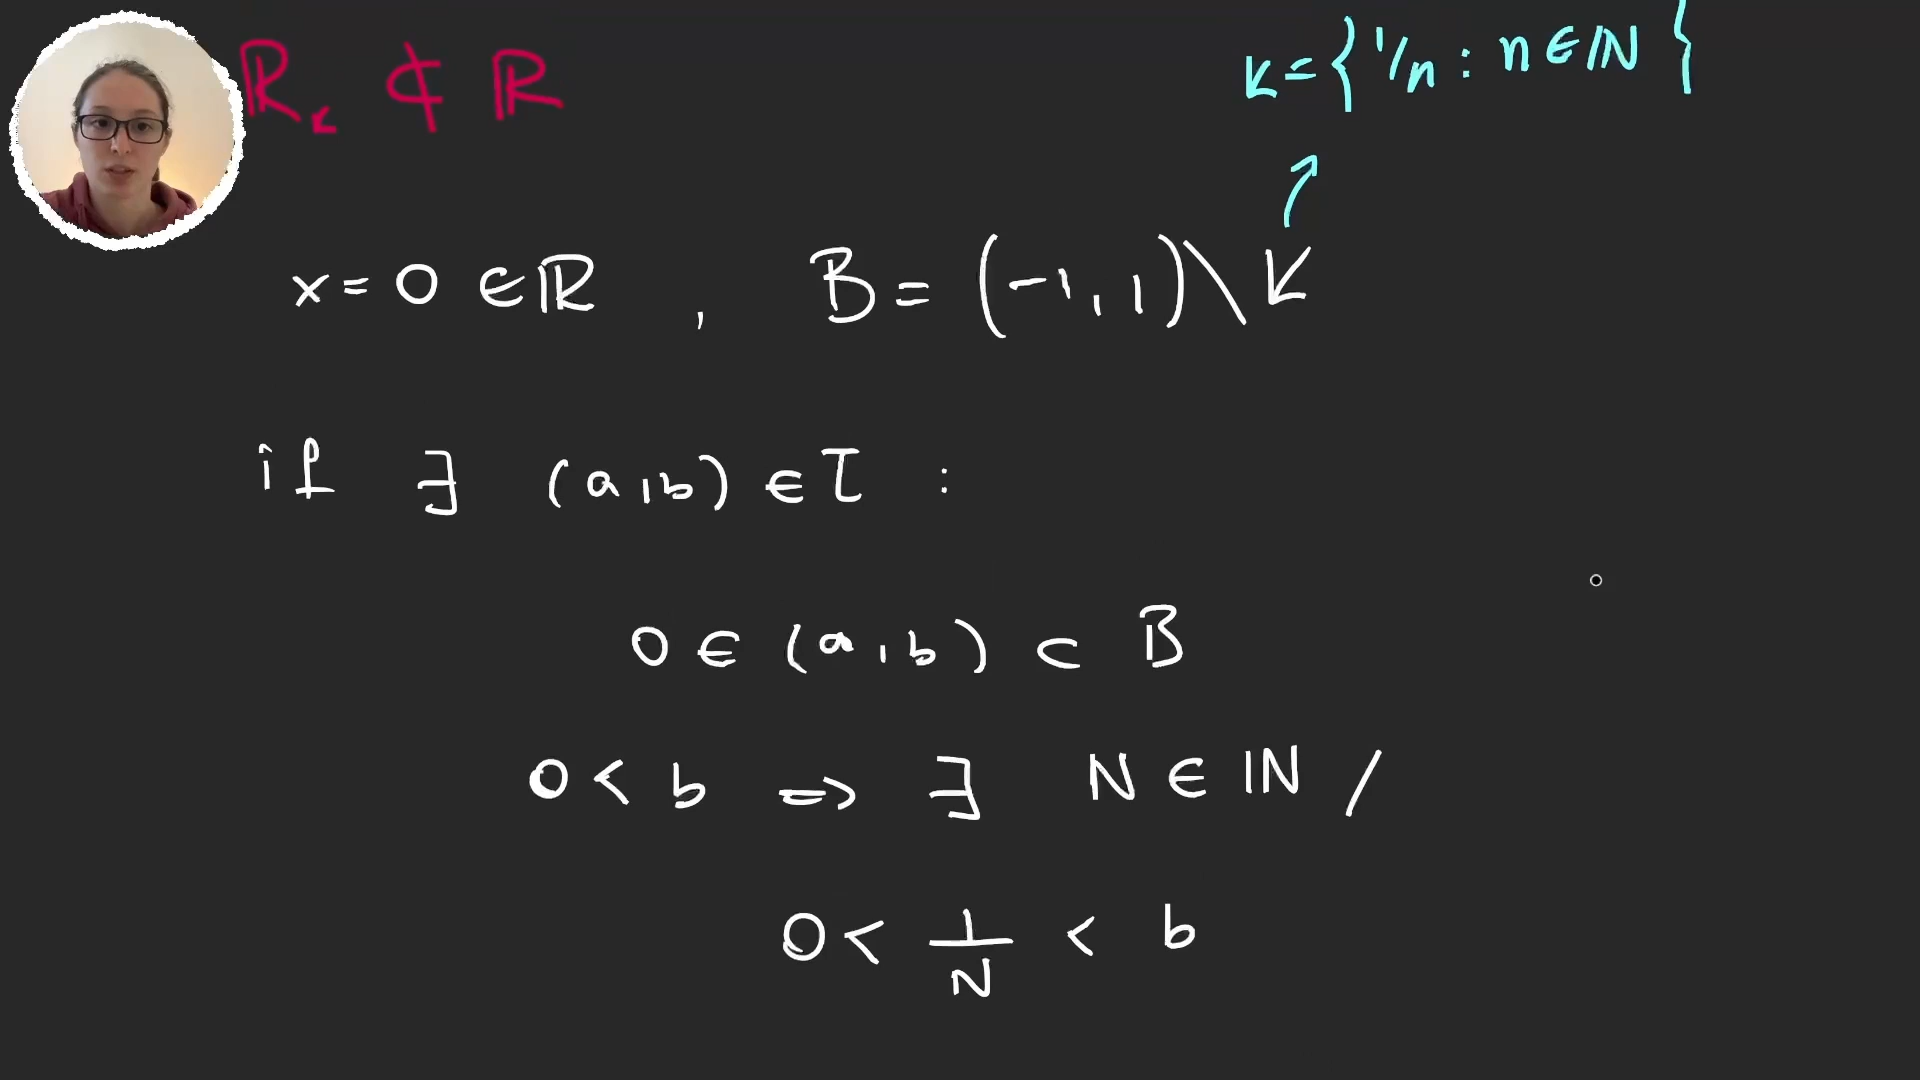 ℝ_K ⊄ ℝ
K = { 1/n : n ∈ ℕ }
x = 0 ∈ ℝ , B = (-1, 1) \ K
if ∃ (a, b) ∈ τ :
0 ∈ (a, b) ⊂ B
0 < b ⇒ ∃ N ∈ ℕ /
0 < 1/N < b